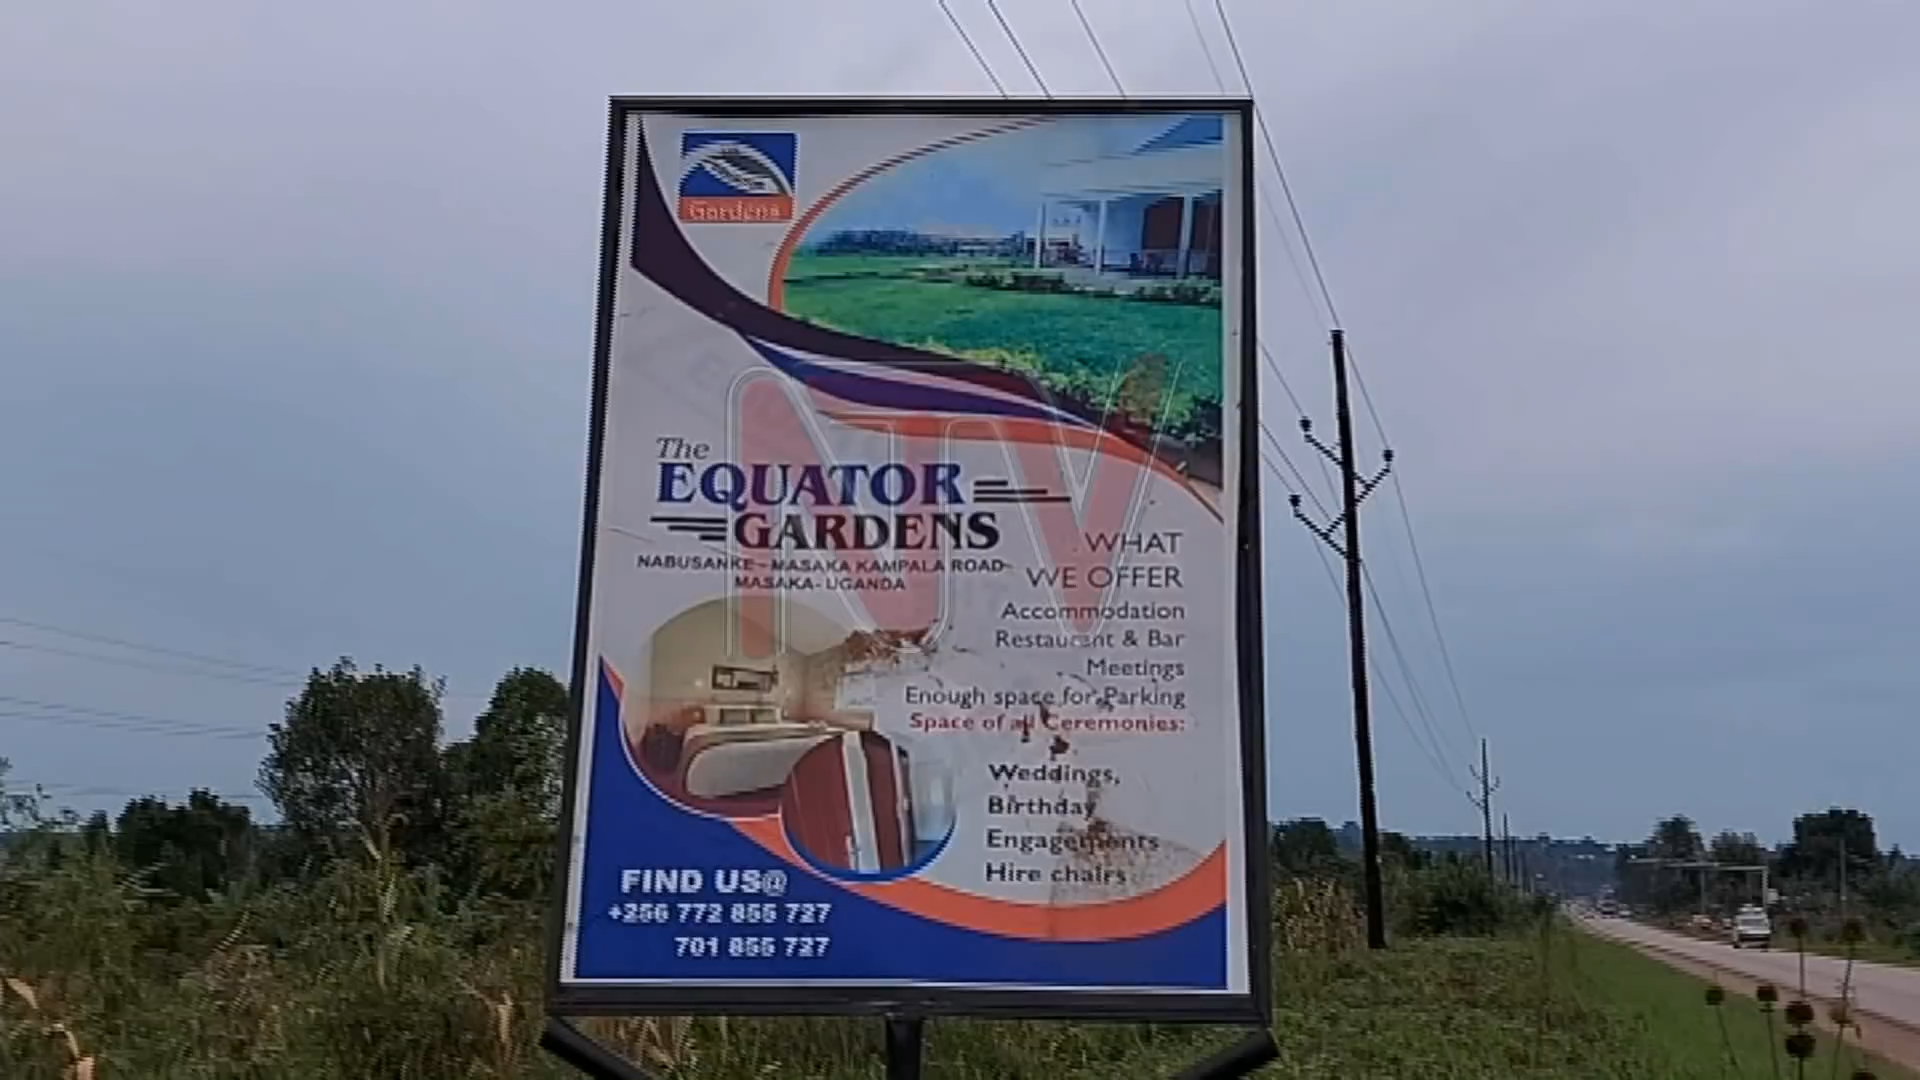 Gardens
The
EQUATOR
GARDENS
NABUSANKE - MASAKA KAMPALA ROAD
MASAKA - UGANDA
WHAT
WE OFFER
Accommodation
Restaurant & Bar
Meetings
Enough space for Parking
Space of all Ceremonies:
Weddings,
Birthday
Engagements
Hire chairs
FIND US@
+256 772 855 727
701 855 727
NTV